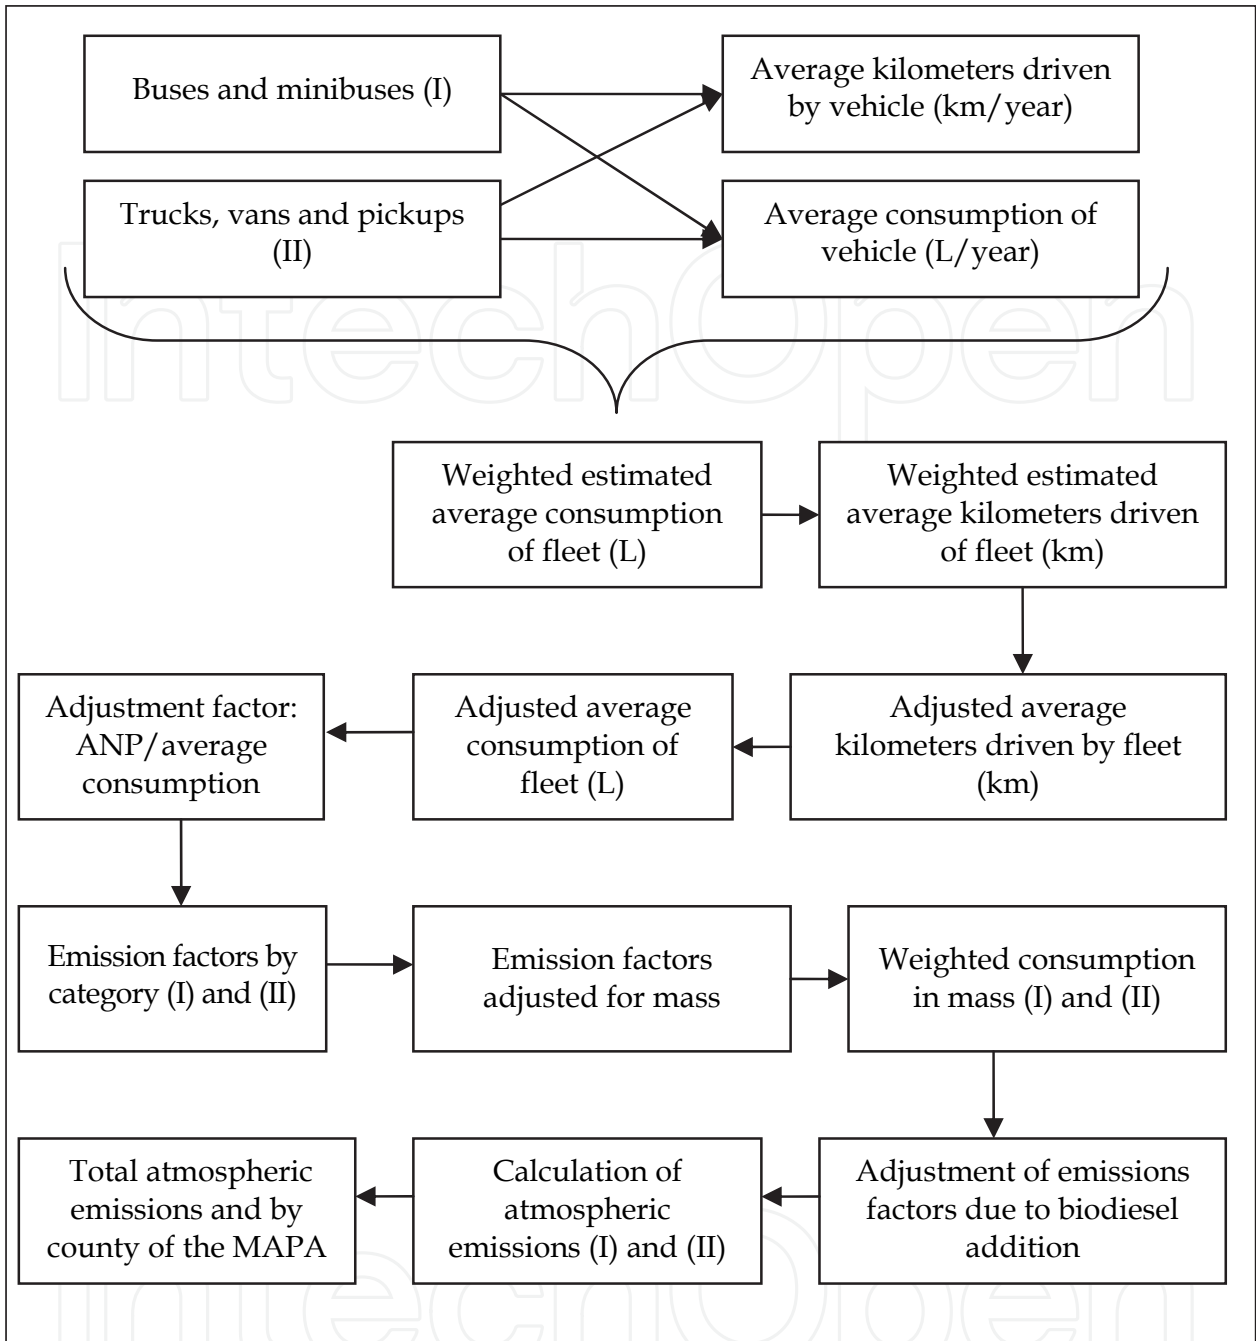 Buses and minibuses (I)
Average kilometers driven
by vehicle (km/year)
Trucks, vans and pickups
(II)
Average consumption of
vehicle (L/year)
IntechOpen
Weighted estimated
average consumption
of fleet (L)
Weighted estimated
average kilometers driven
of fleet (km)
Adjustment factor:
ANP/average
consumption
Adjusted average
consumption of
fleet (L)
Adjusted average
kilometers driven by fleet
(km)
Emission factors by
category (I) and (II)
Emission factors
adjusted for mass
Weighted consumption
in mass (I) and (II)
Total atmospheric
emissions and by
county of the MAPA
Calculation of
atmospheric
emissions (I) and (II)
Adjustment of emissions
factors due to biodiesel
addition
IntechOpen